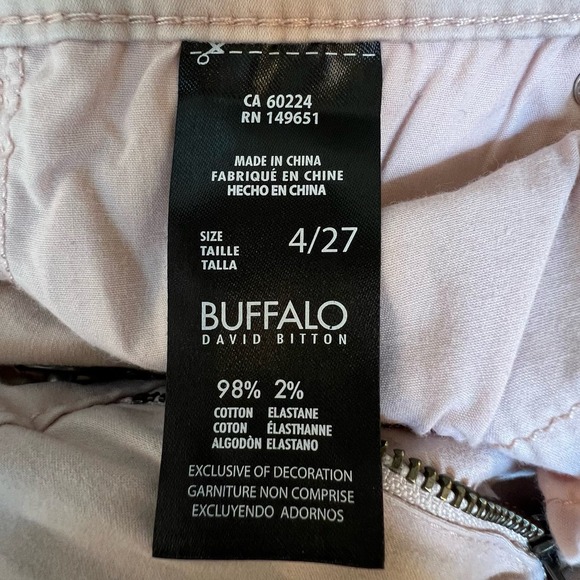 CA 60224
RN 149651
MADE IN CHINA
FABRIQUÉ EN CHINE
HECHO EN CHINA
SIZE
TAILLE
TALLA
4/27
BUFFALO
DAVID BITTON
98% 2%
COTTON ELASTANE
COTON ÉLASTHANNE
ALGODÓN ELASTANO
EXCLUSIVE OF DECORATION
GARNITURE NON COMPRISE
EXCLUYENDO ADORNOS